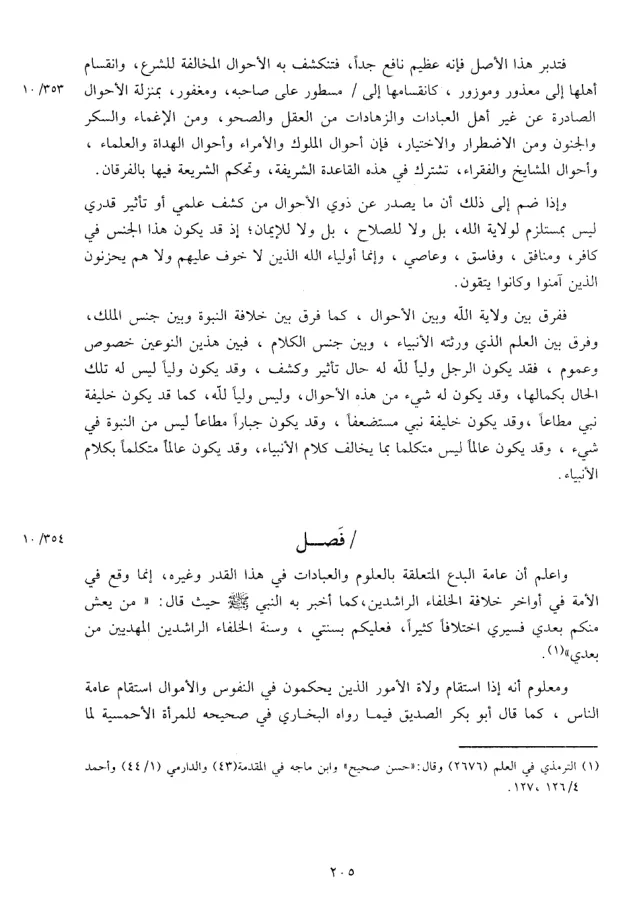 فتدبر هذا الأصل فإنه عظيم نافع جداً، فتنكشف به الأحوال المخالفة للشرع، وانقسام
١٠/٣٥٣ أهلها إلى معذور وموزور ، كانقسامها إلى / مسطور على صاحبه، ومغفور، بمنزلة الأحوال
الصادرة عن غير أهل العبادات والزهادات من العقل والصحو، ومن الإغماء والسكر
والجنون ومن الاضطرار والاختيار، فإن أحوال الملوك والأمراء وأحوال الهداة والعلماء ،
وأحوال المشايخ والفقراء، تشترك في هذه القاعدة الشريفة، وتحكم الشريعة فيها بالفرقان.
وإذا ضم إلى ذلك أن ما يصدر عن ذوي الأحوال من كشف علمي أو تأثير قدري
ليس بمستلزم لولاية الله، بل ولا للصلاح ، بل ولا للإيمان؛ إذ قد يكون هذا الجنس في
كافر، ومنافق ، وفاسق ، وعاصي ، وإنما أولياء الله الذين لا خوف عليهم ولا هم يحزنون
الذين آمنوا وكانوا يتقون.
ففرق بين ولاية اللّه وبين الأحوال ، كما فرق بين خلافة النبوة وبين جنس الملك،
وفرق بين العلم الذي ورثته الأنبياء ، وبين جنس الكلام ، فبين هذين النوعين خصوص
وعموم ، فقد يكون الرجل ولياً للّه له حال تأثير وكشف ، وقد يكون ولياً ليس له تلك
الحال بكمالها، وقد يكون له شيء من هذه الأحوال، وليس ولياً للّه، كما قد يكون خليفة
نبي مطاعاً ،وقد يكون خليفة نبي مستضعفاً ، وقد يكون جباراً مطاعاً ليس من النبوة في
شيء ، وقد يكون عالماً ليس متكلما بما يخالف كلام الأنبياء، وقد يكون عالماً متكلماً بكلام
الأنبياء.
١٠/٣٥٤ / فَصــل
واعلم أن عامة البدع المتعلقة بالعلوم والعبادات في هذا القدر وغيره، إنما وقع في
الأمة في أواخر خلافة الخلفاء الراشدين،كما أخبر به النبي ﷺ حيث قال: « من يعش
منكم بعدي فسيري اختلافاً كثيراً، فعليكم بسنتي ، وسنة الخلفاء الراشدين المهديين من
بعدي»(١).
ومعلوم أنه إذا استقام ولاة الأمور الذين يحكمون في النفوس والأموال استقام عامة
الناس ، كما قال أبو بكر الصديق فيما رواه البخاري في صحيحه للمرأة الأحمسية لما
(١) الترمذي في العلم (٢٦٧٦) وقال:«حسن صحيح» وابن ماجه في المقدمة(٤٣) والدارمي (١/ ٤٤) وأحمد
٤/ ١٢٦ ،١٢٧.
٢٠٥